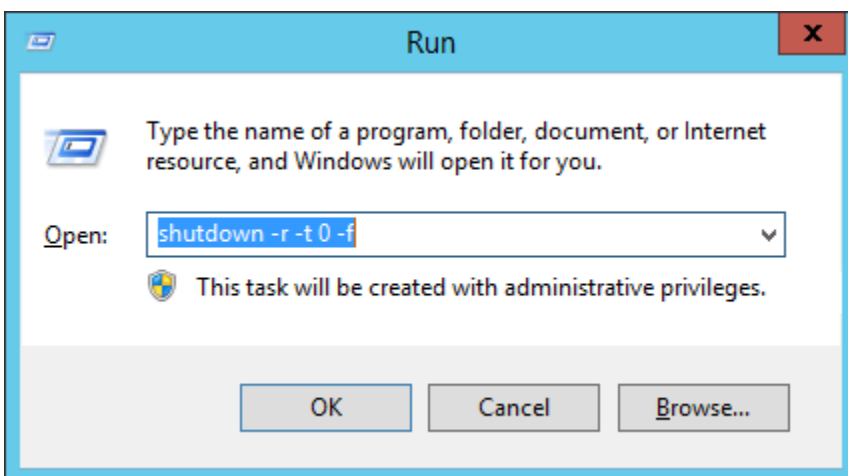 Run
x
Type the name of a program, folder, document, or Internet
resource, and Windows will open it for you.
Open: shutdown -r -t 0 -f
This task will be created with administrative privileges.
OK Cancel Browse...